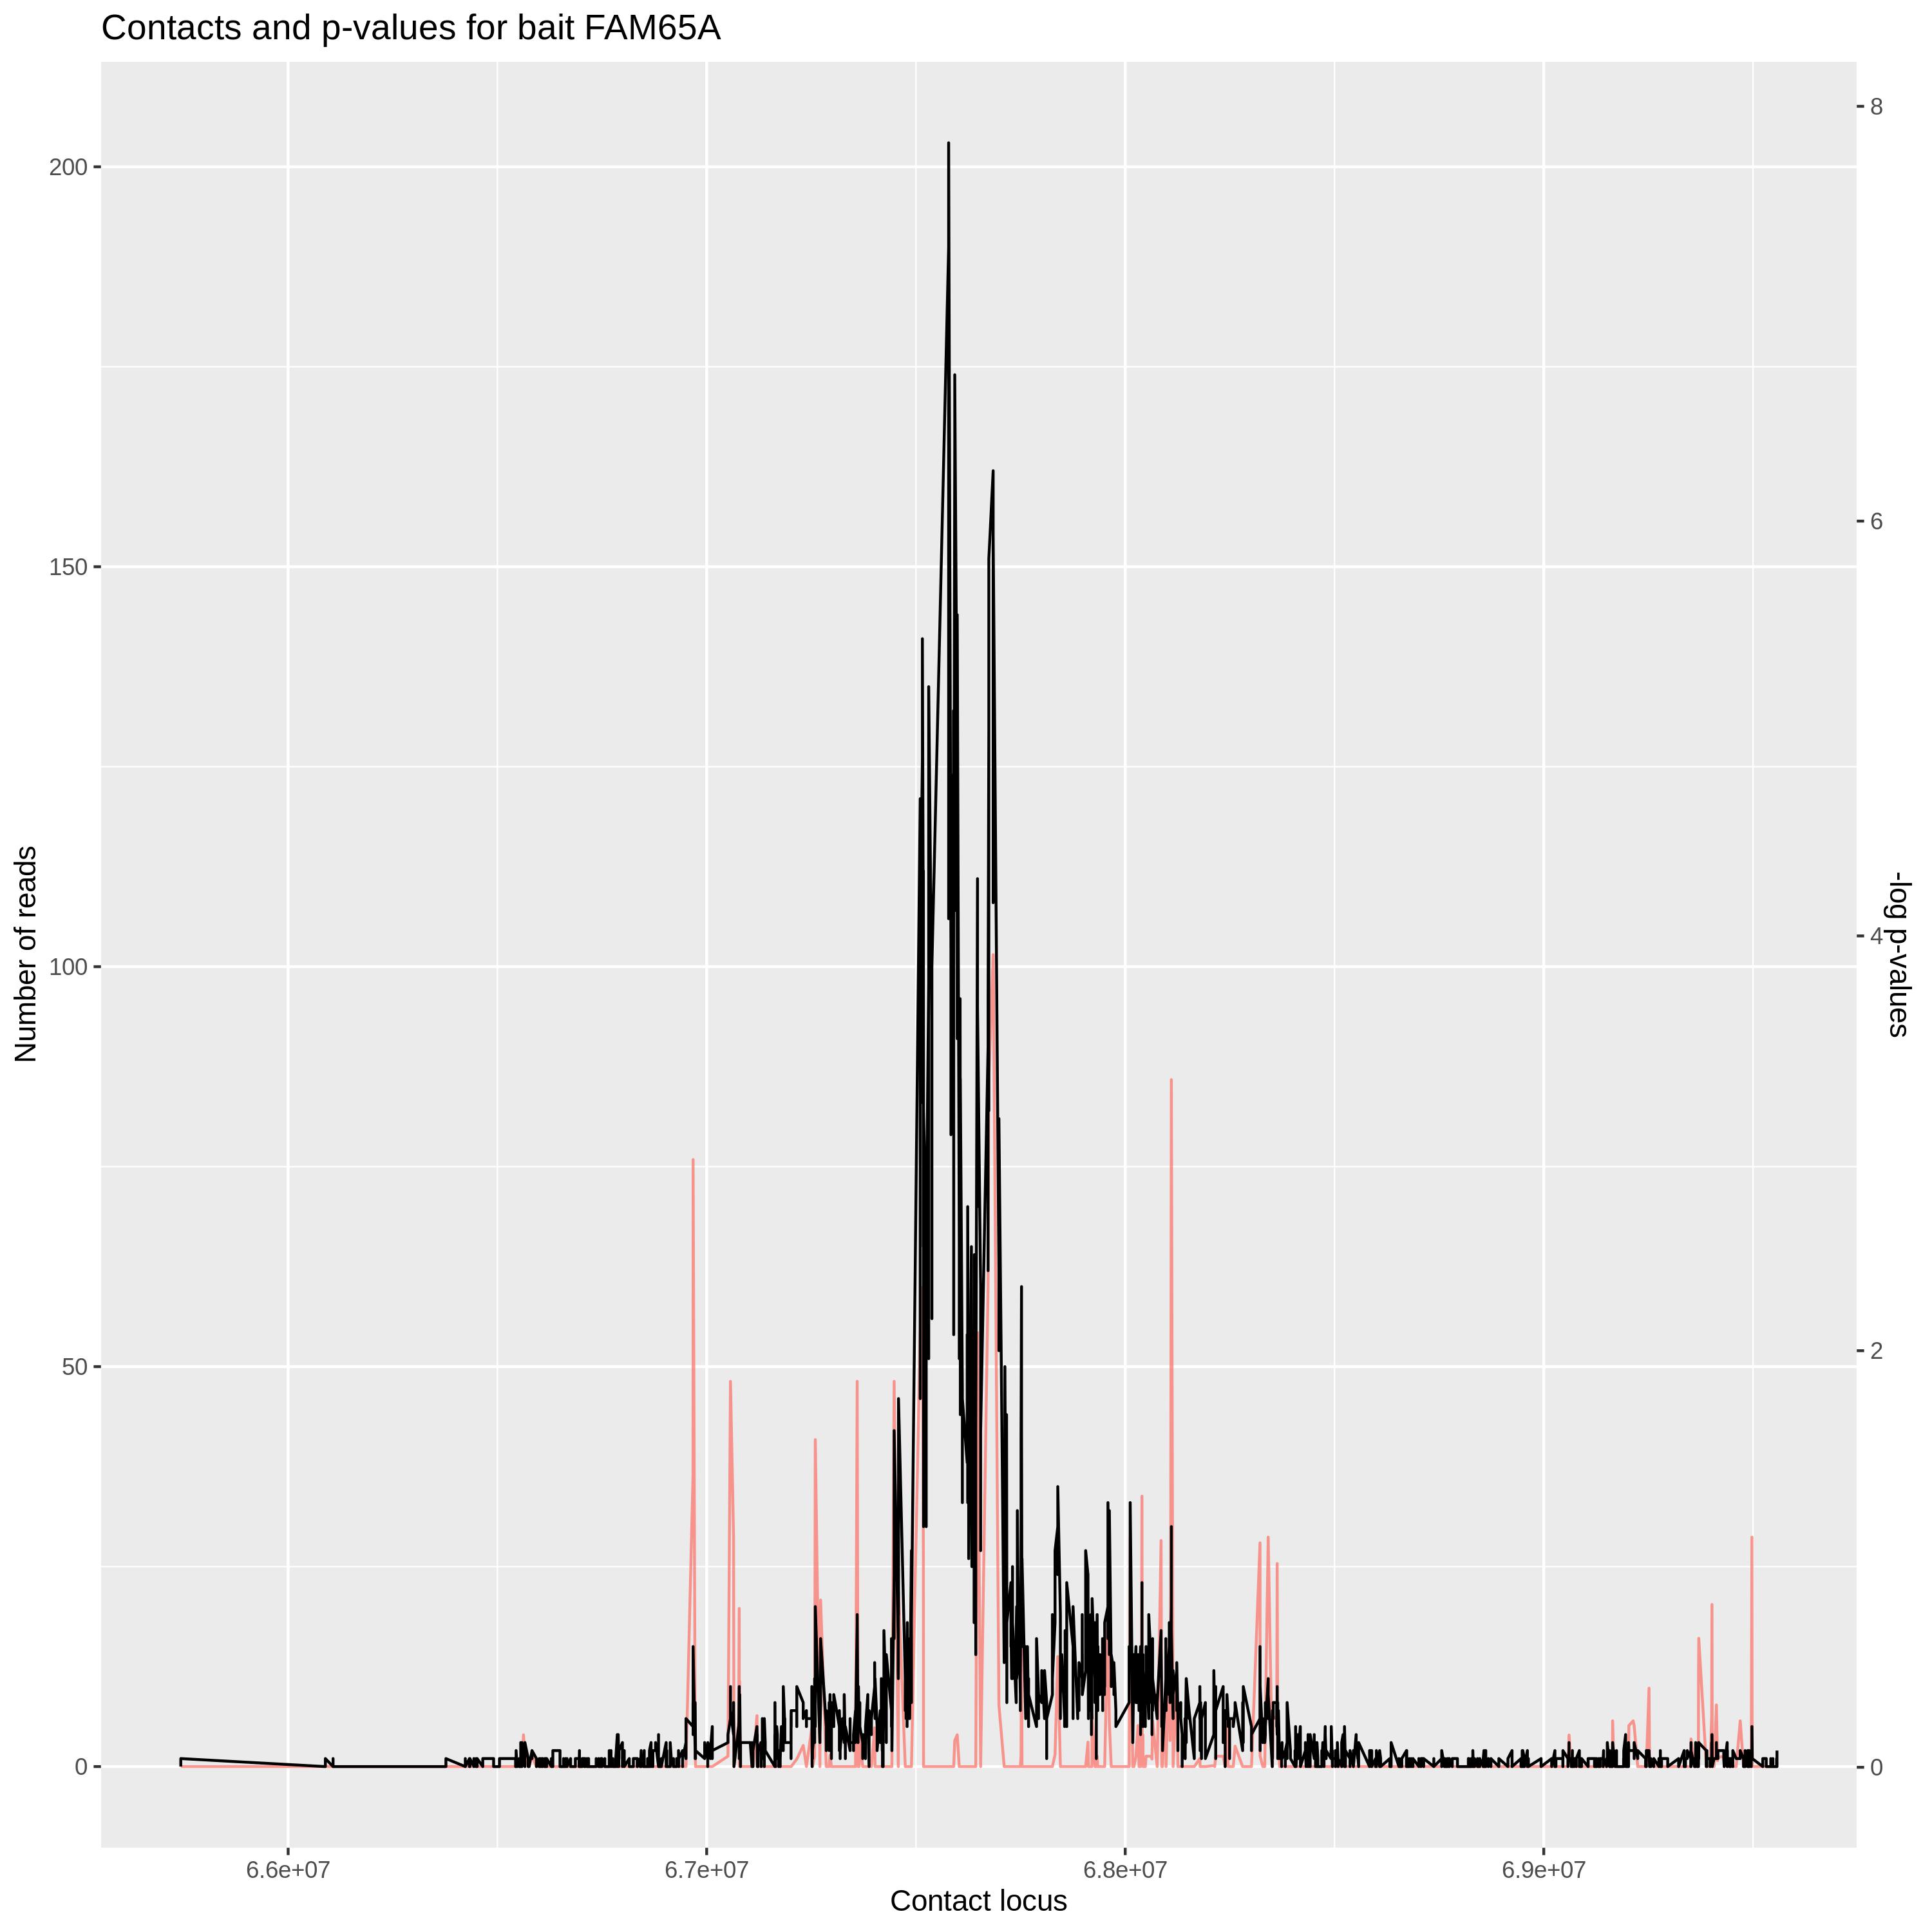 Contacts and p-values for bait FAM65A
200
150
100
50
0
8
6
4
2
0
Number of reads
-log p-values
6.6e+07
6.7e+07
6.8e+07
6.9e+07
Contact locus